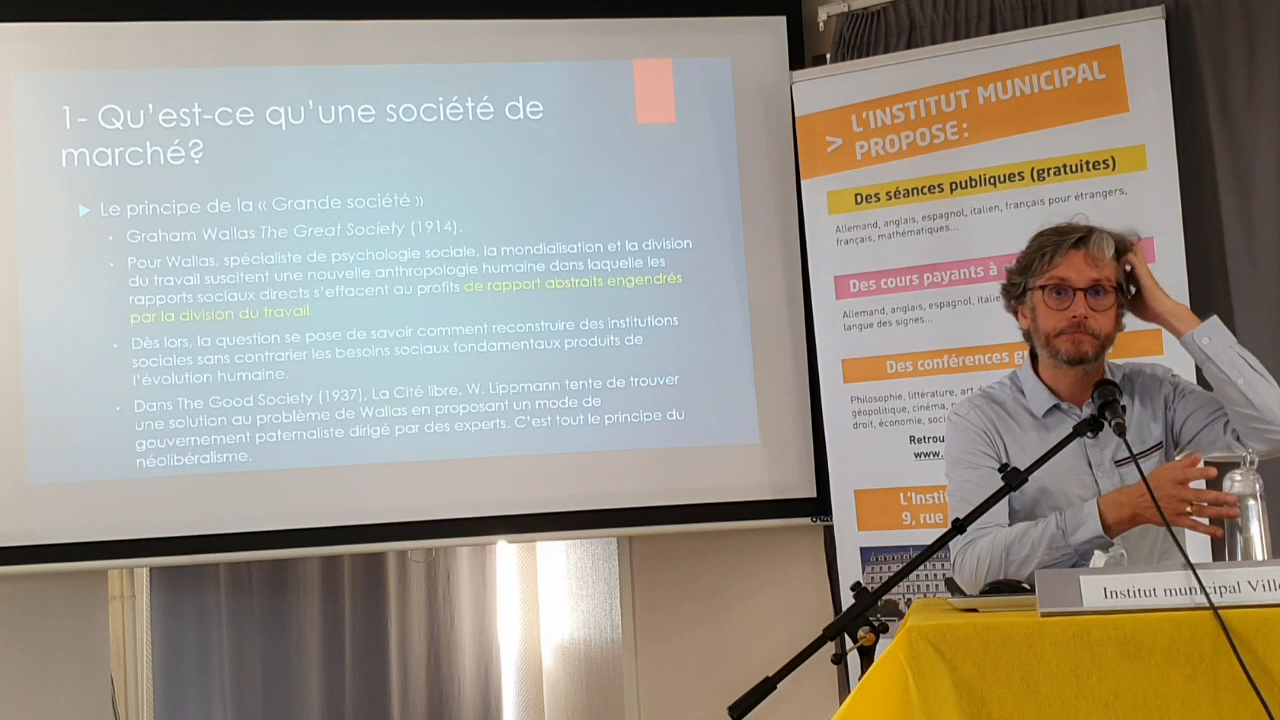 1- Qu'est-ce qu'une société de
marché?
Le principe de la « Grande société »
Graham Wallas The Great Society (1914).
Pour Wallas, spécialiste de psychologie sociale, la mondialisation et la division
du travail suscitent une nouvelle anthropologie humaine dans laquelle les
rapports sociaux directs s'effacent au profits de rapport abstraits engendrés
par la division du travail.
Dès lors, la question se pose de savoir comment reconstruire des institutions
sociales sans contrarier les besoins sociaux fondamentaux produits de
l'évolution humaine.
Dans The Good Society (1937), La Cité libre, W. Lippmann tente de trouver
une solution au problème de Wallas en proposant un mode de
gouvernement paternaliste dirigé par des experts. C'est tout le principe du
néolibéralisme.
> L'INSTITUT MUNICIPAL
PROPOSE :
Des séances publiques (gratuites)
Allemand, anglais, espagnol, italien, français pour étrangers,
français, mathématiques...
Des cours payants à
Allemand, anglais, espagnol, italie
langue des signes...
Des conférences g
Philosophie, littérature, art
géopolitique, cinéma,
droit, économie, soci
Retrou
www.
L'Insti
9, rue
Institut municipal Ville